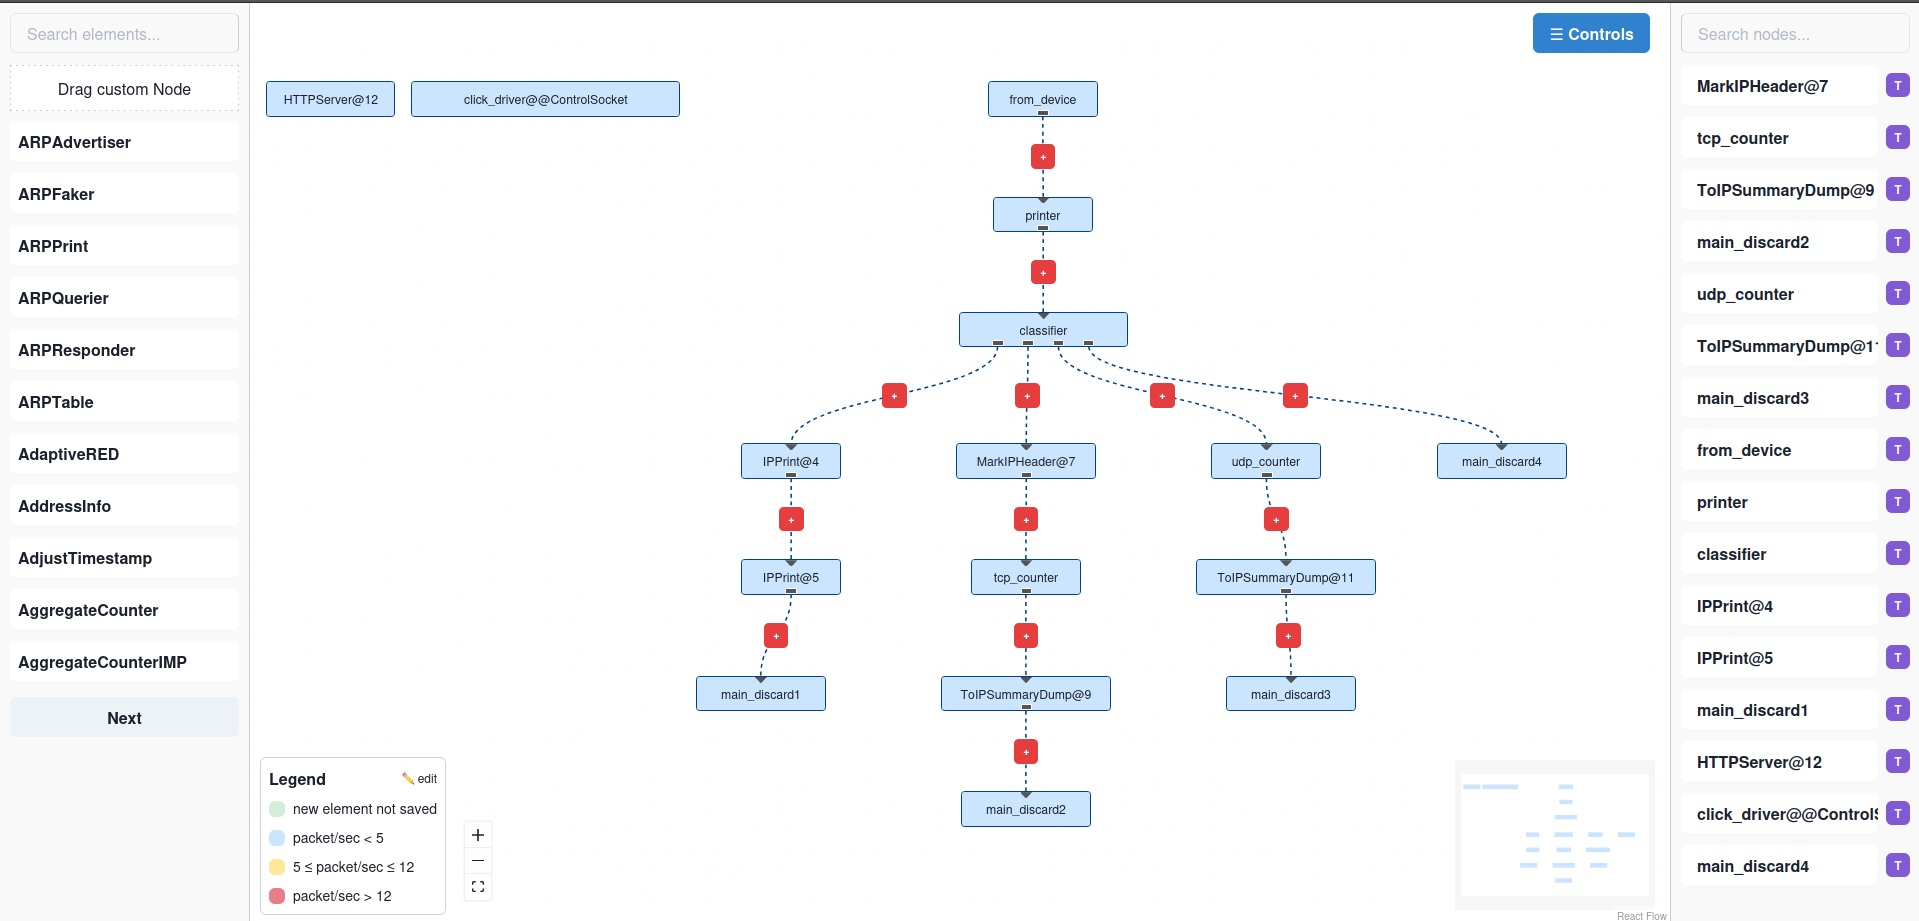 Search elements...
Drag custom Node
ARPAdvertiser
ARPFaker
ARPPrint
ARPQuerier
ARPResponder
ARPTable
AdaptiveRED
AddressInfo
AdjustTimestamp
AggregateCounter
AggregateCounterIMP
Next
☰ Controls
HTTPServer@12
click_driver@@ControlSocket
from_device
+
printer
+
classifier
+ + + +
IPPrint@4
MarkIPHeader@7
udp_counter
main_discard4
+ + +
IPPrint@5
tcp_counter
ToIPSummaryDump@11
+ + +
main_discard1
ToIPSummaryDump@9
main_discard3
+
main_discard2
Legend
✏️ edit
new element not saved
packet/sec < 5
5 ≤ packet/sec ≤ 12
packet/sec > 12
+
−
React Flow
Search nodes...
MarkIPHeader@7 T
tcp_counter T
ToIPSummaryDump@9 T
main_discard2 T
udp_counter T
ToIPSummaryDump@1 T
main_discard3 T
from_device T
printer T
classifier T
IPPrint@4 T
IPPrint@5 T
main_discard1 T
HTTPServer@12 T
click_driver@@Control T
main_discard4 T